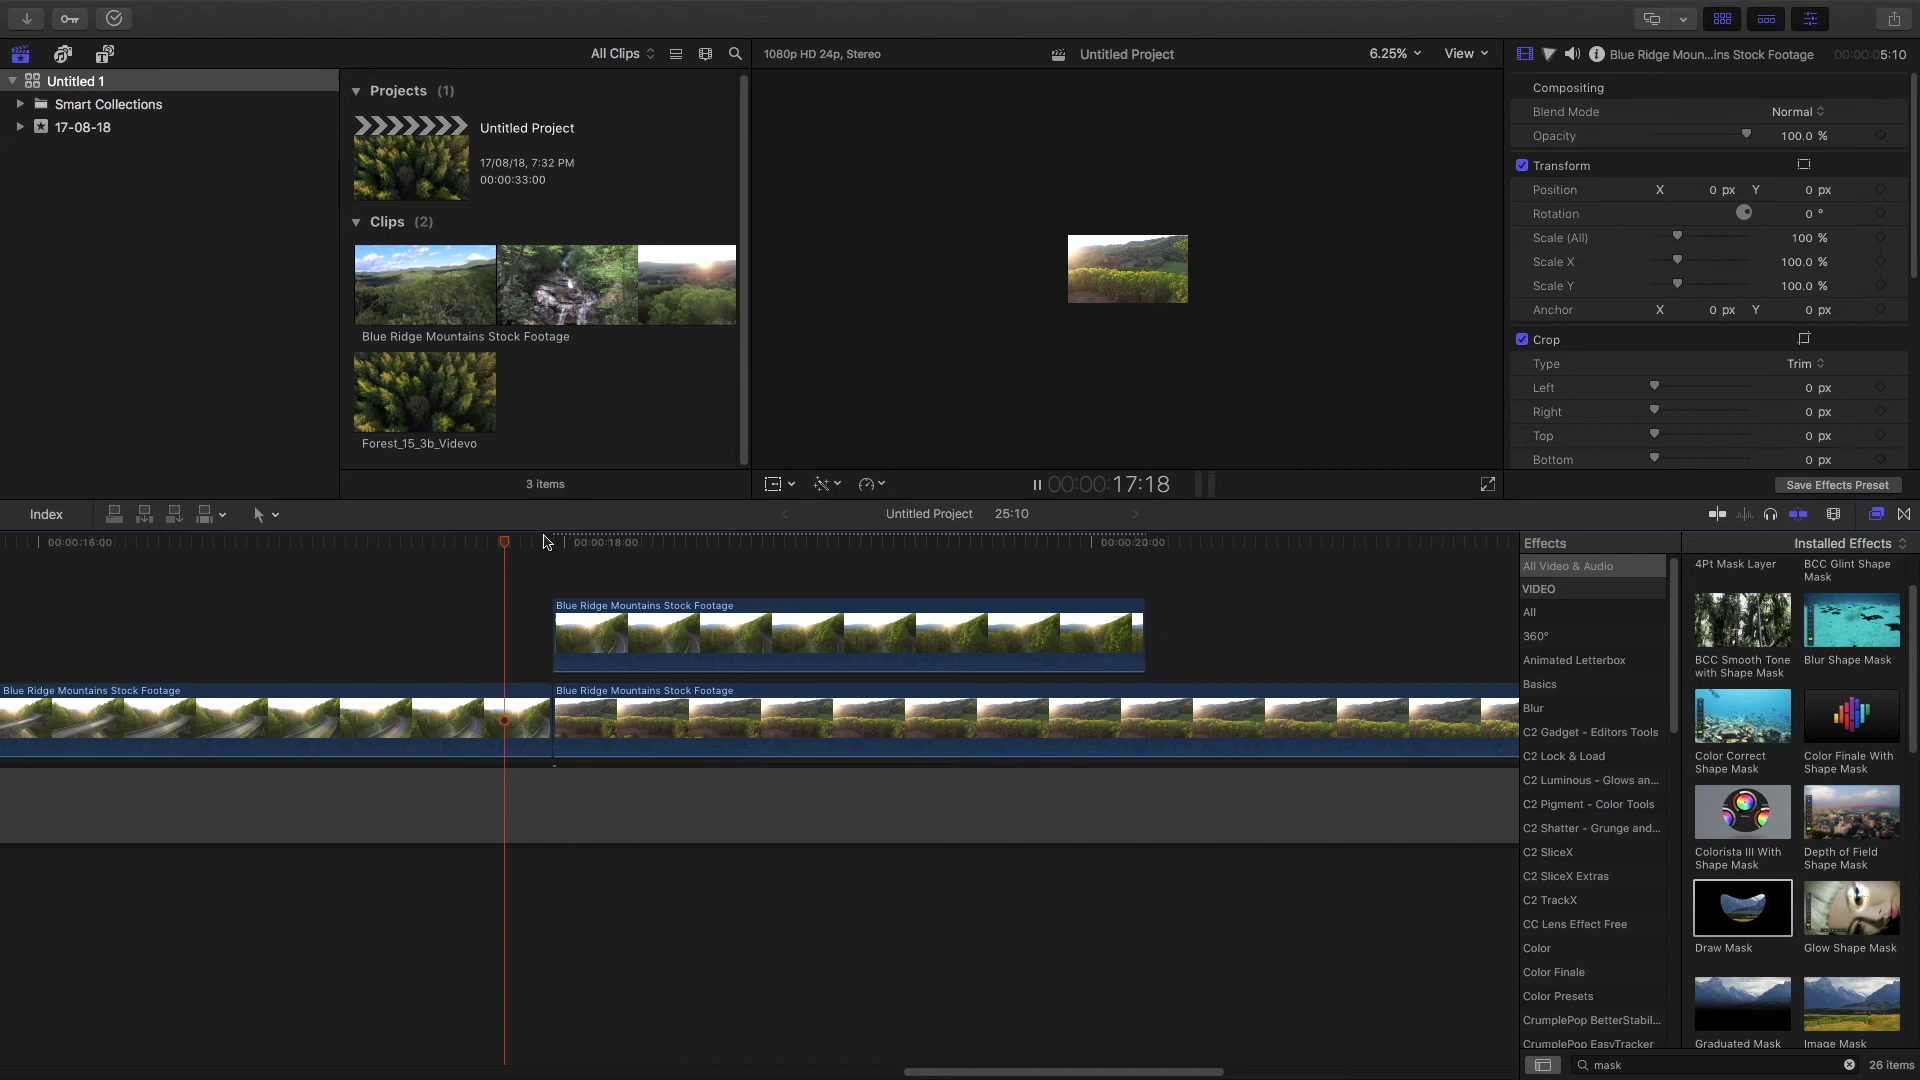 All Clips
1080p HD 24p, Stereo
Untitled Project
6.25%
View
Blue Ridge Moun...ins Stock Footage
00:00:05:10
Untitled 1
Smart Collections
17-08-18
Projects (1)
Untitled Project
17/08/18, 7:32 PM
00:00:33:00
Clips (2)
Blue Ridge Mountains Stock Footage
Forest_15_3b_Videvo
3 items
00:00:17:18
Compositing
Blend Mode Normal
Opacity 100.0 %
Transform
Position X 0 px Y 0 px
Rotation 0 °
Scale (All) 100 %
Scale X 100.0 %
Scale Y 100.0 %
Anchor X 0 px Y 0 px
Crop
Type Trim
Left 0 px
Right 0 px
Top 0 px
Bottom 0 px
Save Effects Preset
Index
Untitled Project 25:10
00:00:16:00
00:00:18:00
00:00:20:00
Blue Ridge Mountains Stock Footage
Blue Ridge Mountains Stock Footage
Blue Ridge Mountains Stock Footage
Effects
Installed Effects
All Video & Audio
VIDEO
All
360°
Animated Letterbox
Basics
Blur
C2 Gadget - Editors Tools
C2 Lock & Load
C2 Luminous - Glows an...
C2 Pigment - Color Tools
C2 Shatter - Grunge and...
C2 SliceX
C2 SliceX Extras
C2 TrackX
CC Lens Effect Free
Color
Color Finale
Color Presets
CrumplePop BetterStabil...
CrumplePop EasyTracker
4Pt Mask Layer
BCC Glint Shape
Mask
BCC Smooth Tone
with Shape Mask
Blur Shape Mask
Color Correct
Shape Mask
Color Finale With
Shape Mask
Colorista III With
Shape Mask
Depth of Field
Shape Mask
Draw Mask
Glow Shape Mask
Graduated Mask
Image Mask
mask
26 items